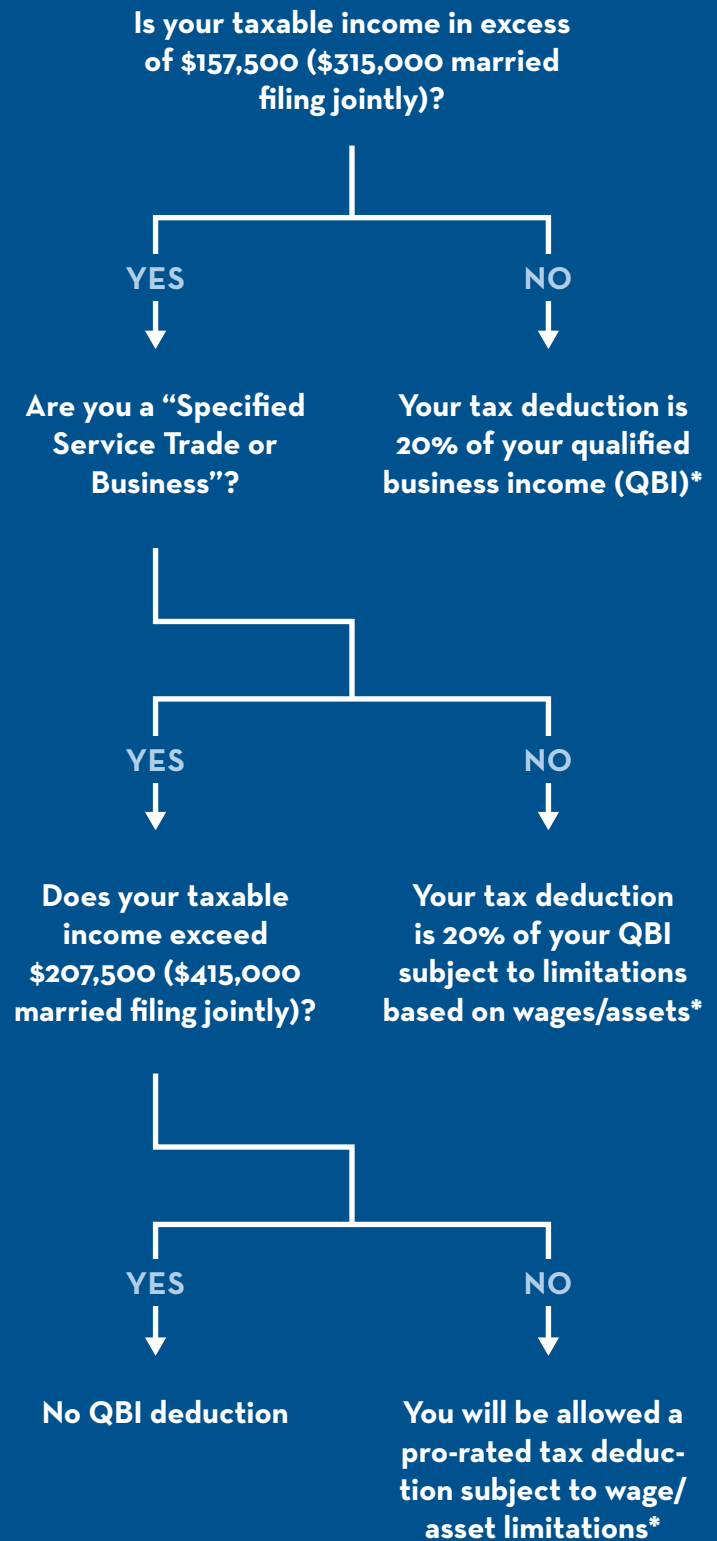 Is your taxable income in excess
of $157,500 ($315,000 married
filing jointly)?
YES
NO
Are you a “Specified
Service Trade or
Business”?
Your tax deduction is
20% of your qualified
business income (QBI)*
YES
NO
Does your taxable
income exceed
$207,500 ($415,000
married filing jointly)?
Your tax deduction
is 20% of your QBI
subject to limitations
based on wages/assets*
YES
NO
No QBI deduction
You will be allowed a
pro-rated tax deduc-
tion subject to wage/
asset limitations*